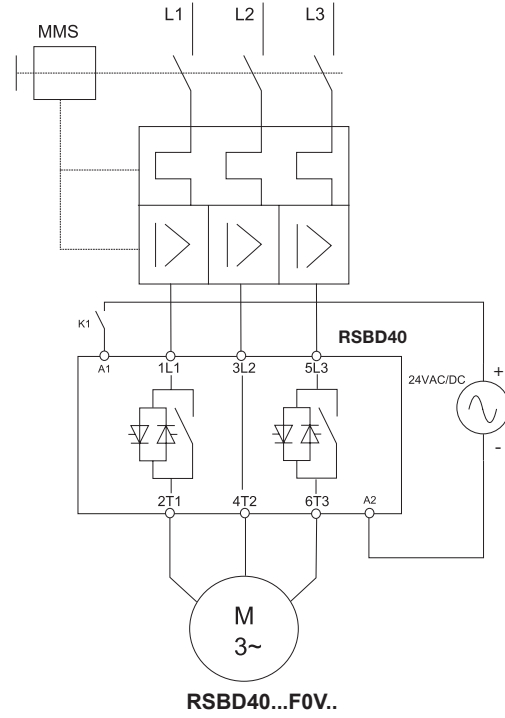 L1 L2 L3
MMS
K1
RSBD40
A1 1L1 3L2 5L3
24VAC/DC
+
-
2T1 4T2 6T3 A2
M
3~
RSBD40...F0V..